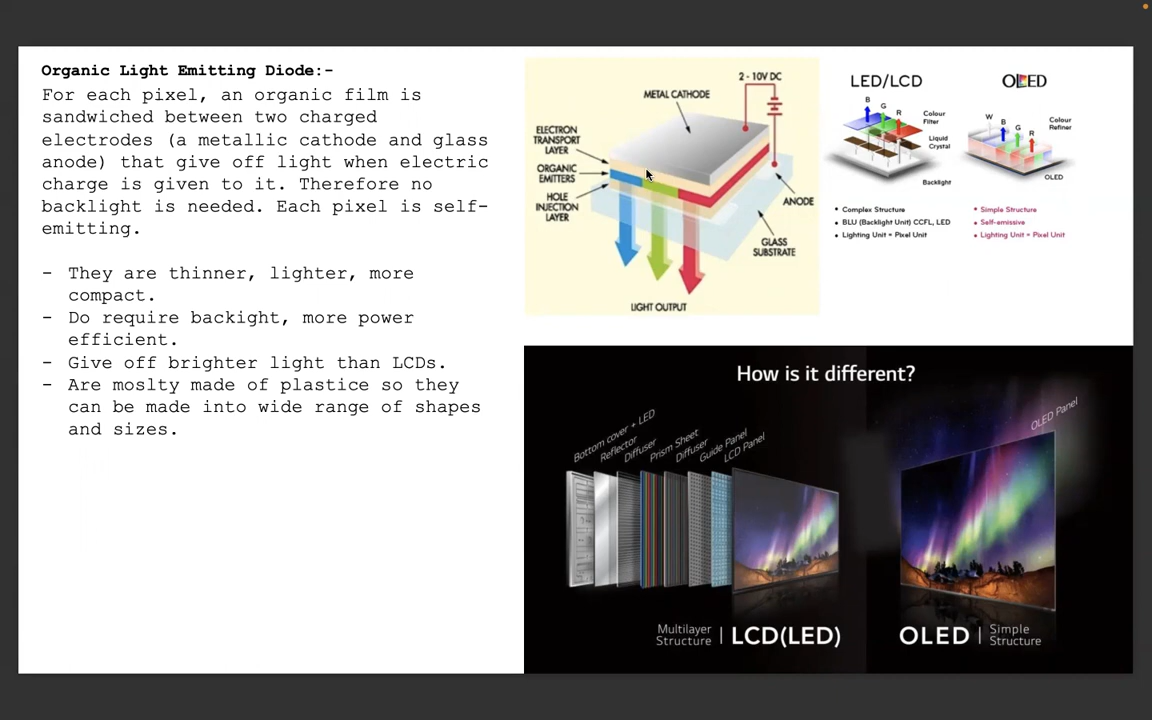 Organic Light Emitting Diode:-
For each pixel, an organic film is
sandwiched between two charged
electrodes (a metallic cathode and glass
anode) that give off light when electric
charge is given to it. Therefore no
backlight is needed. Each pixel is self-
emitting.
- They are thinner, lighter, more
compact.
- Do require backight, more power
efficient.
- Give off brighter light than LCDs.
- Are moslty made of plastice so they
can be made into wide range of shapes
and sizes.
2 - 10V DC
METAL CATHODE
ELECTRON
TRANSPORT
LAYER
ORGANIC
EMITTERS
HOLE
INJECTION
LAYER
ANODE
GLASS
SUBSTRATE
LIGHT OUTPUT
LED/LCD
B
G
R
Colour
Filter
Liquid
Crystal
Backlight
• Complex Structure
• BLU (Backlight Unit) CCFL, LED
• Lighting Unit = Pixel Unit
OLED
W
B
G
R
Colour
Refiner
OLED
• Simple Structure
• Self-emissive
• Lighting Unit = Pixel Unit
How is it different?
Bottom cover + LED
Reflector
Diffuser
Prism Sheet
Diffuser
Guide Panel
LCD Panel
OLED Panel
Multilayer
Structure
LCD(LED)
OLED
Simple
Structure